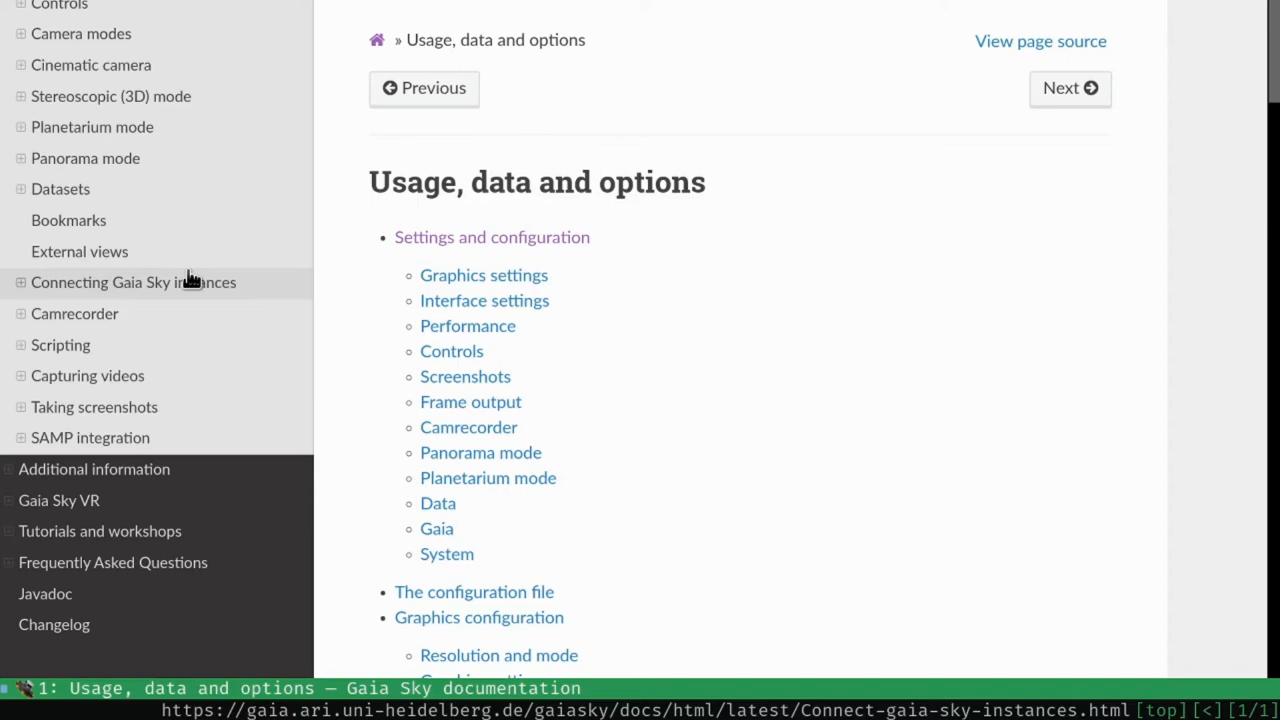 Controls
Camera modes
Cinematic camera
Stereoscopic (3D) mode
Planetarium mode
Panorama mode
Datasets
Bookmarks
External views
Connecting Gaia Sky instances
Camrecorder
Scripting
Capturing videos
Taking screenshots
SAMP integration
Additional information
Gaia Sky VR
Tutorials and workshops
Frequently Asked Questions
Javadoc
Changelog
» Usage, data and options
View page source
Previous
Next
Usage, data and options
• Settings and configuration
Graphics settings
Interface settings
Performance
Controls
Screenshots
Frame output
Camrecorder
Panorama mode
Planetarium mode
Data
Gaia
System
• The configuration file
• Graphics configuration
Resolution and mode
1: Usage, data and options — Gaia Sky documentation
https://gaia.ari.uni-heidelberg.de/gaiasky/docs/html/latest/Connect-gaia-sky-instances.html [top][<][1/1]